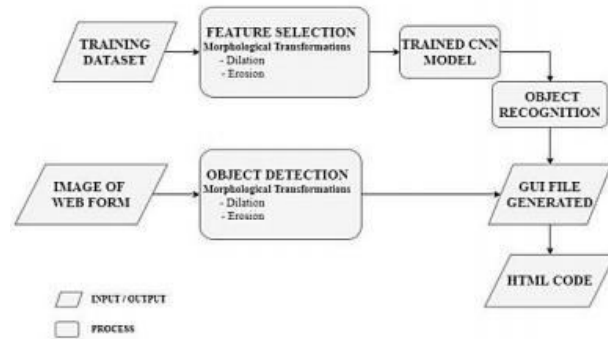 TRAINING
DATASET
FEATURE SELECTION
Morphological Transformations
- Dilation
- Erosion
TRAINED CNN
MODEL
OBJECT
RECOGNITION
IMAGE OF
WEB FORM
OBJECT DETECTION
Morphological Transformations
- Dilation
- Erosion
GUI FILE
GENERATED
HTML CODE
INPUT / OUTPUT
PROCESS